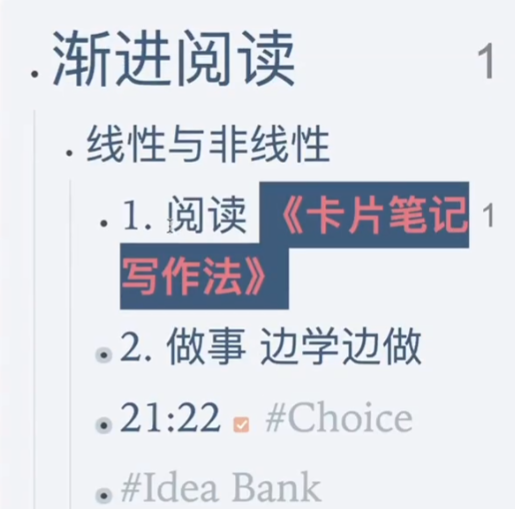 渐进阅读 1
线性与非线性
1. 阅读 《卡片笔记 1
写作法》
2. 做事 边学边做
21:22 #Choice
#Idea Bank